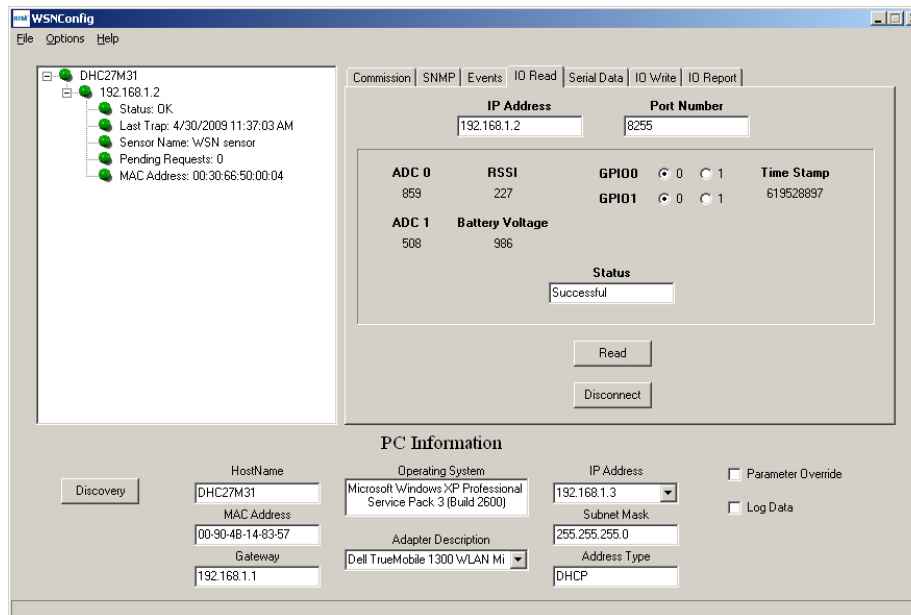 WSNConfig
File Options Help
DHC27M31
192.168.1.2
Status: OK
Last Trap: 4/30/2009 11:37:03 AM
Sensor Name: WSN sensor
Pending Requests: 0
MAC Address: 00:30:66:50:00:04
Commission SNMP Events IO Read Serial Data IO Write IO Report
IP Address Port Number
192.168.1.2 8255
ADC 0 RSSI GPIO0 0 1 Time Stamp
859 227 GPIO1 0 1 619528897
ADC 1 Battery Voltage
508 986
Status
Successful
Read
Disconnect
PC Information
Discovery
HostName
DHC27M31
MAC Address
00-90-4B-14-83-57
Gateway
192.168.1.1
Operating System
Microsoft Windows XP Professional
Service Pack 3 (Build 2600)
Adapter Description
Dell TrueMobile 1300 WLAN Mi
IP Address
192.168.1.3
Subnet Mask
255.255.255.0
Address Type
DHCP
Parameter Override
Log Data